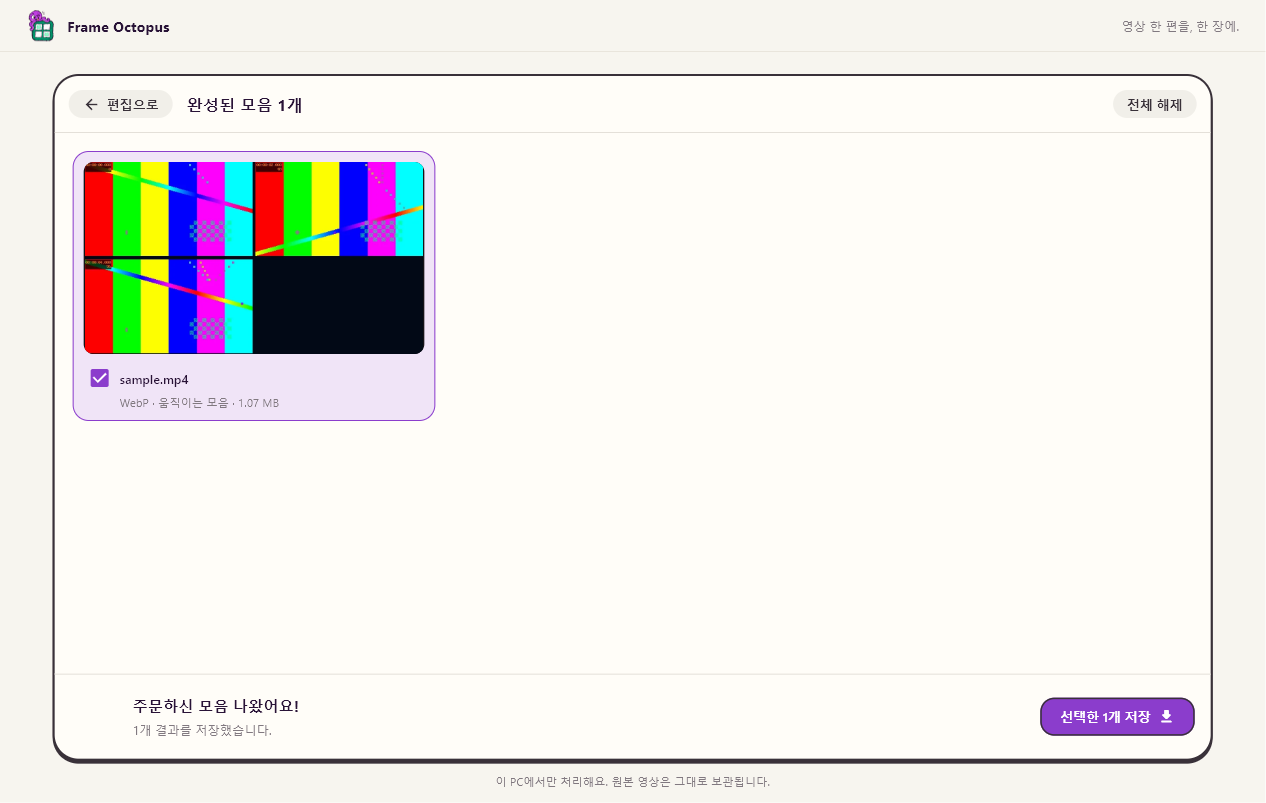 Frame Octopus
영상 한 편을, 한 장에.
편집으로
완성된 모음 1개
전체 해제
sample.mp4
WebP · 움직이는 모음 · 1.07 MB
주문하신 모음 나왔어요!
1개 결과를 저장했습니다.
선택한 1개 저장
이 PC에서만 처리해요. 원본 영상은 그대로 보관됩니다.